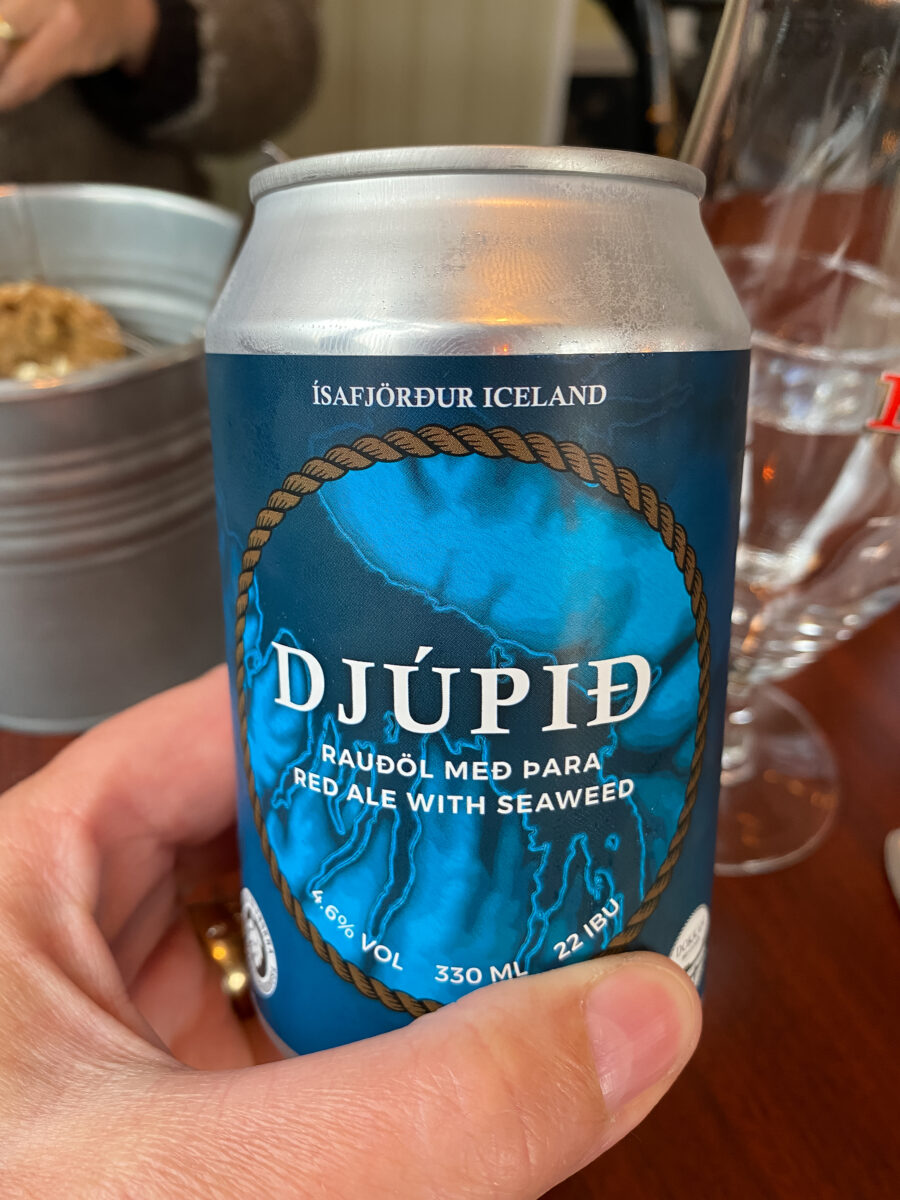 ÍSAFJÖRÐUR ICELAND
DJÚPIÐ
RAUÐÖL MEÐ ÞARA
RED ALE WITH SEAWEED
4.6% VOL 330 ML 22 IBU